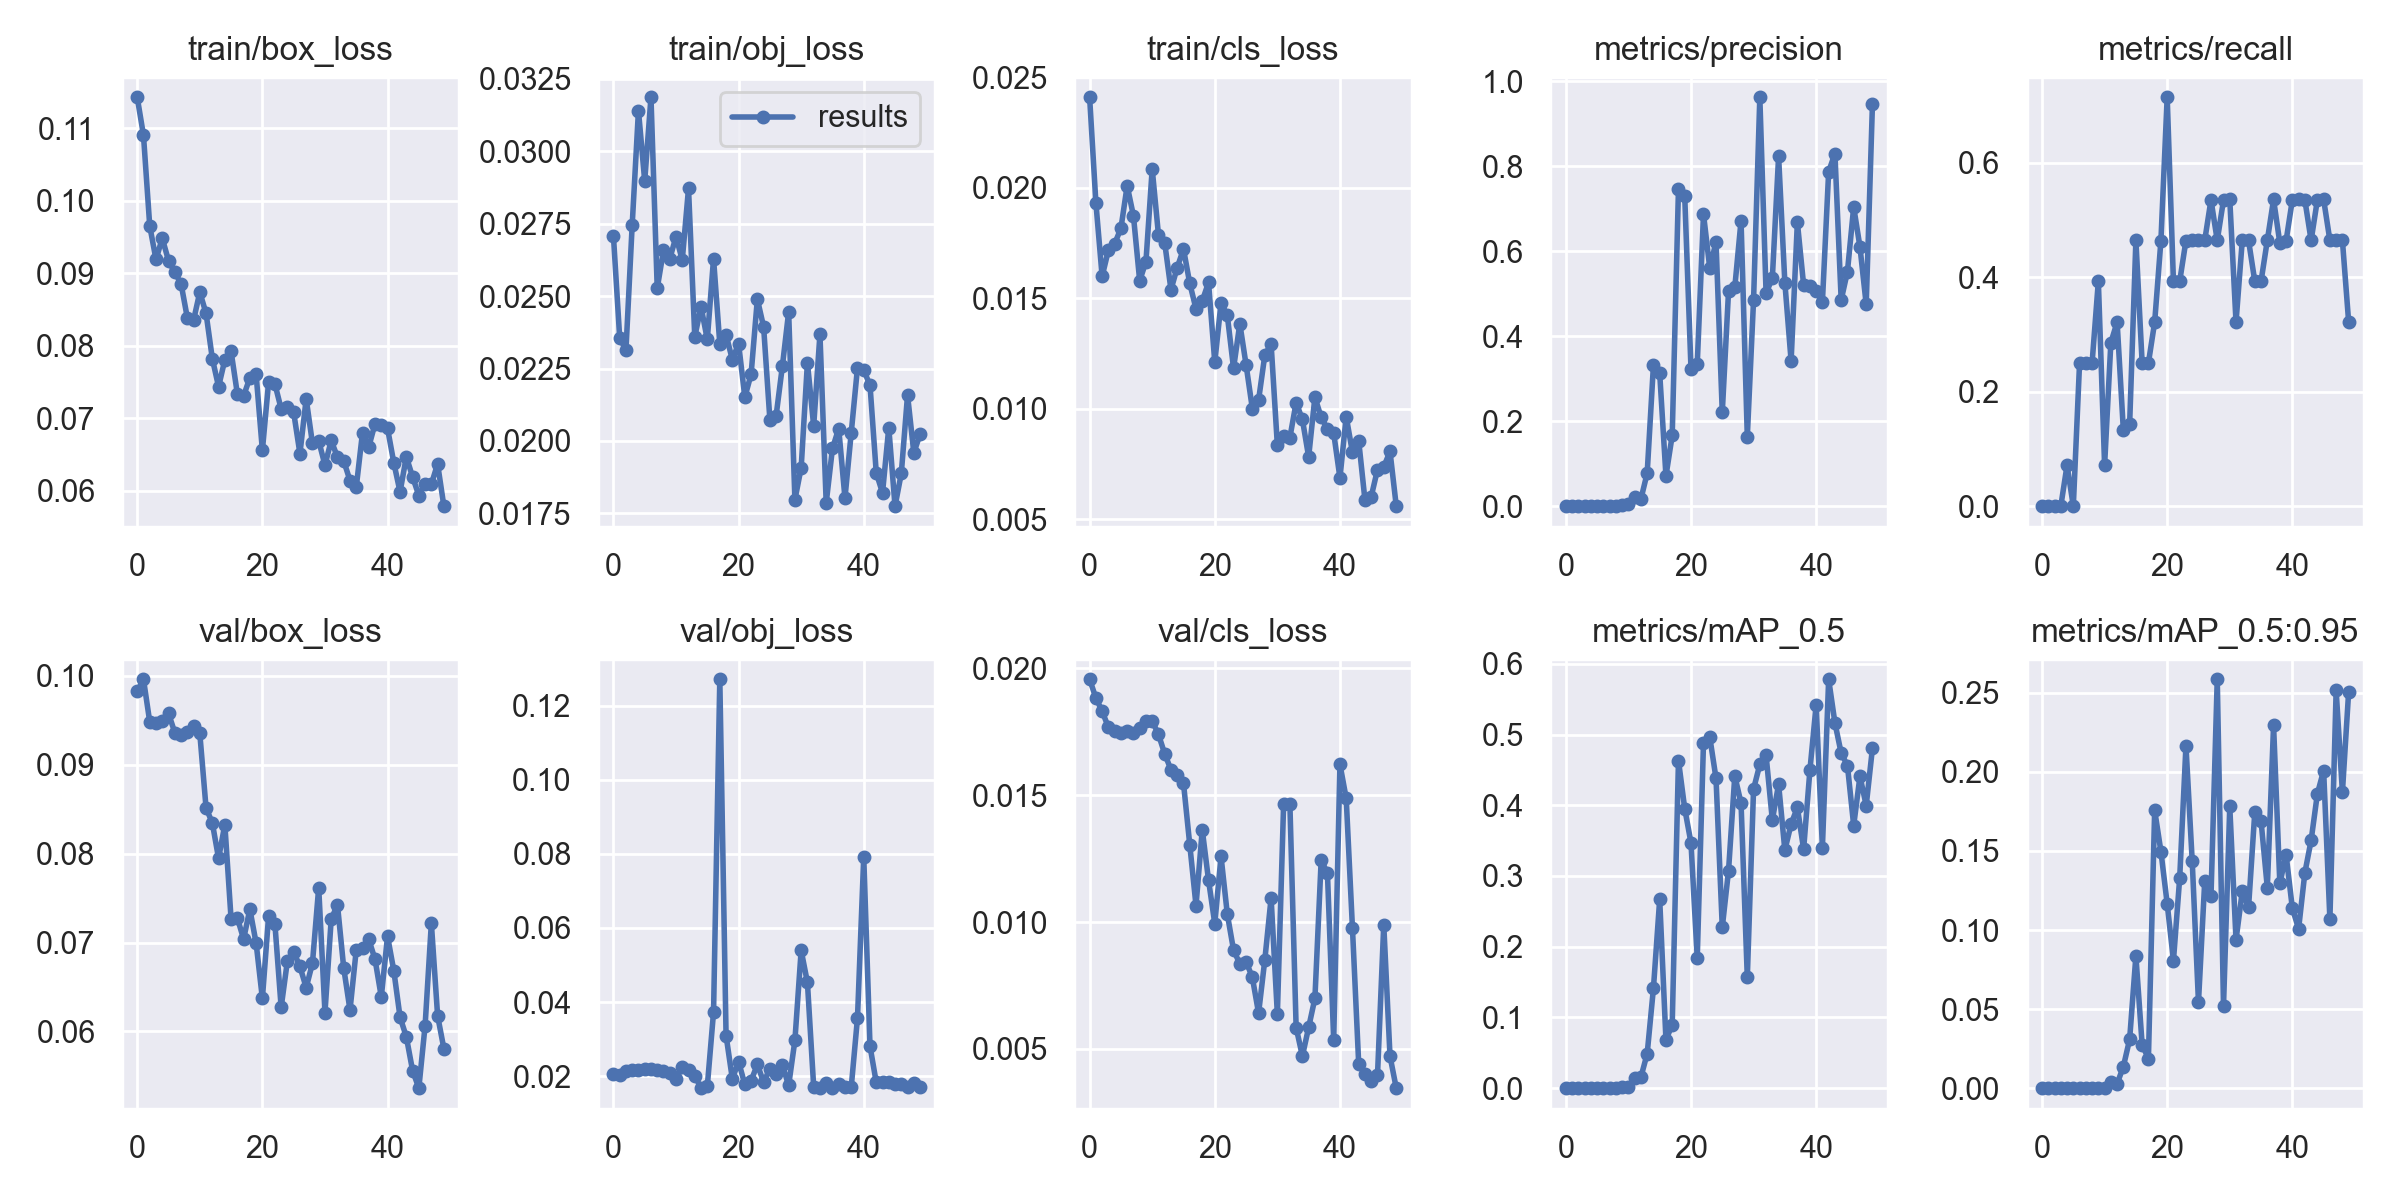 train/box_loss
0.11
0.10
0.09
0.08
0.07
0.06
0 20 40
train/obj_loss
results
0.0325
0.0300
0.0275
0.0250
0.0225
0.0200
0.0175
0 20 40
train/cls_loss
0.025
0.020
0.015
0.010
0.005
0 20 40
metrics/precision
1.0
0.8
0.6
0.4
0.2
0.0
0 20 40
metrics/recall
0.6
0.4
0.2
0.0
0 20 40
val/box_loss
0.10
0.09
0.08
0.07
0.06
0 20 40
val/obj_loss
0.12
0.10
0.08
0.06
0.04
0.02
0 20 40
val/cls_loss
0.020
0.015
0.010
0.005
0 20 40
metrics/mAP_0.5
0.6
0.5
0.4
0.3
0.2
0.1
0.0
0 20 40
metrics/mAP_0.5:0.95
0.25
0.20
0.15
0.10
0.05
0.00
0 20 40